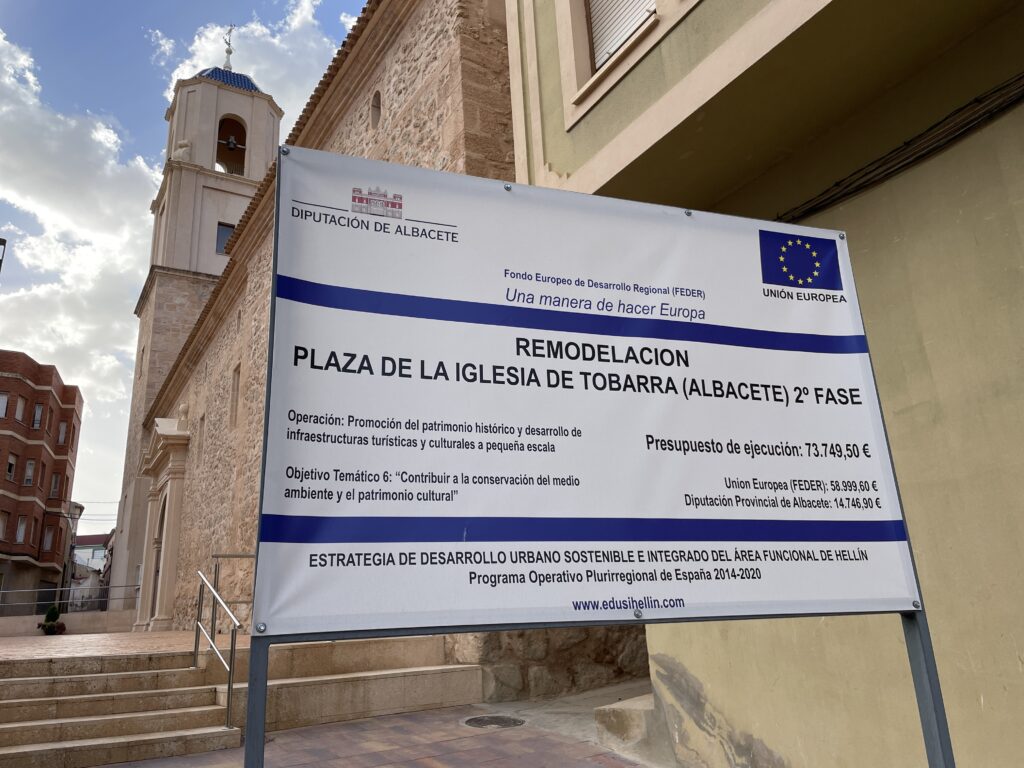 DIPUTACIÓN DE ALBACETE
UNIÓN EUROPEA
Fondo Europeo de Desarrollo Regional (FEDER)
Una manera de hacer Europa
REMODELACION
PLAZA DE LA IGLESIA DE TOBARRA (ALBACETE) 2º FASE
Operación: Promoción del patrimonio histórico y desarrollo de
infraestructuras turísticas y culturales a pequeña escala
Objetivo Temático 6: “Contribuir a la conservación del medio
ambiente y el patrimonio cultural”
Presupuesto de ejecución: 73.749,50 €
Union Europea (FEDER): 58.999,60 €
Diputación Provincial de Albacete: 14.746,90 €
ESTRATEGIA DE DESARROLLO URBANO SOSTENIBLE E INTEGRADO DEL ÁREA FUNCIONAL DE HELLÍN
Programa Operativo Plurirregional de España 2014-2020
www.edusihellin.com